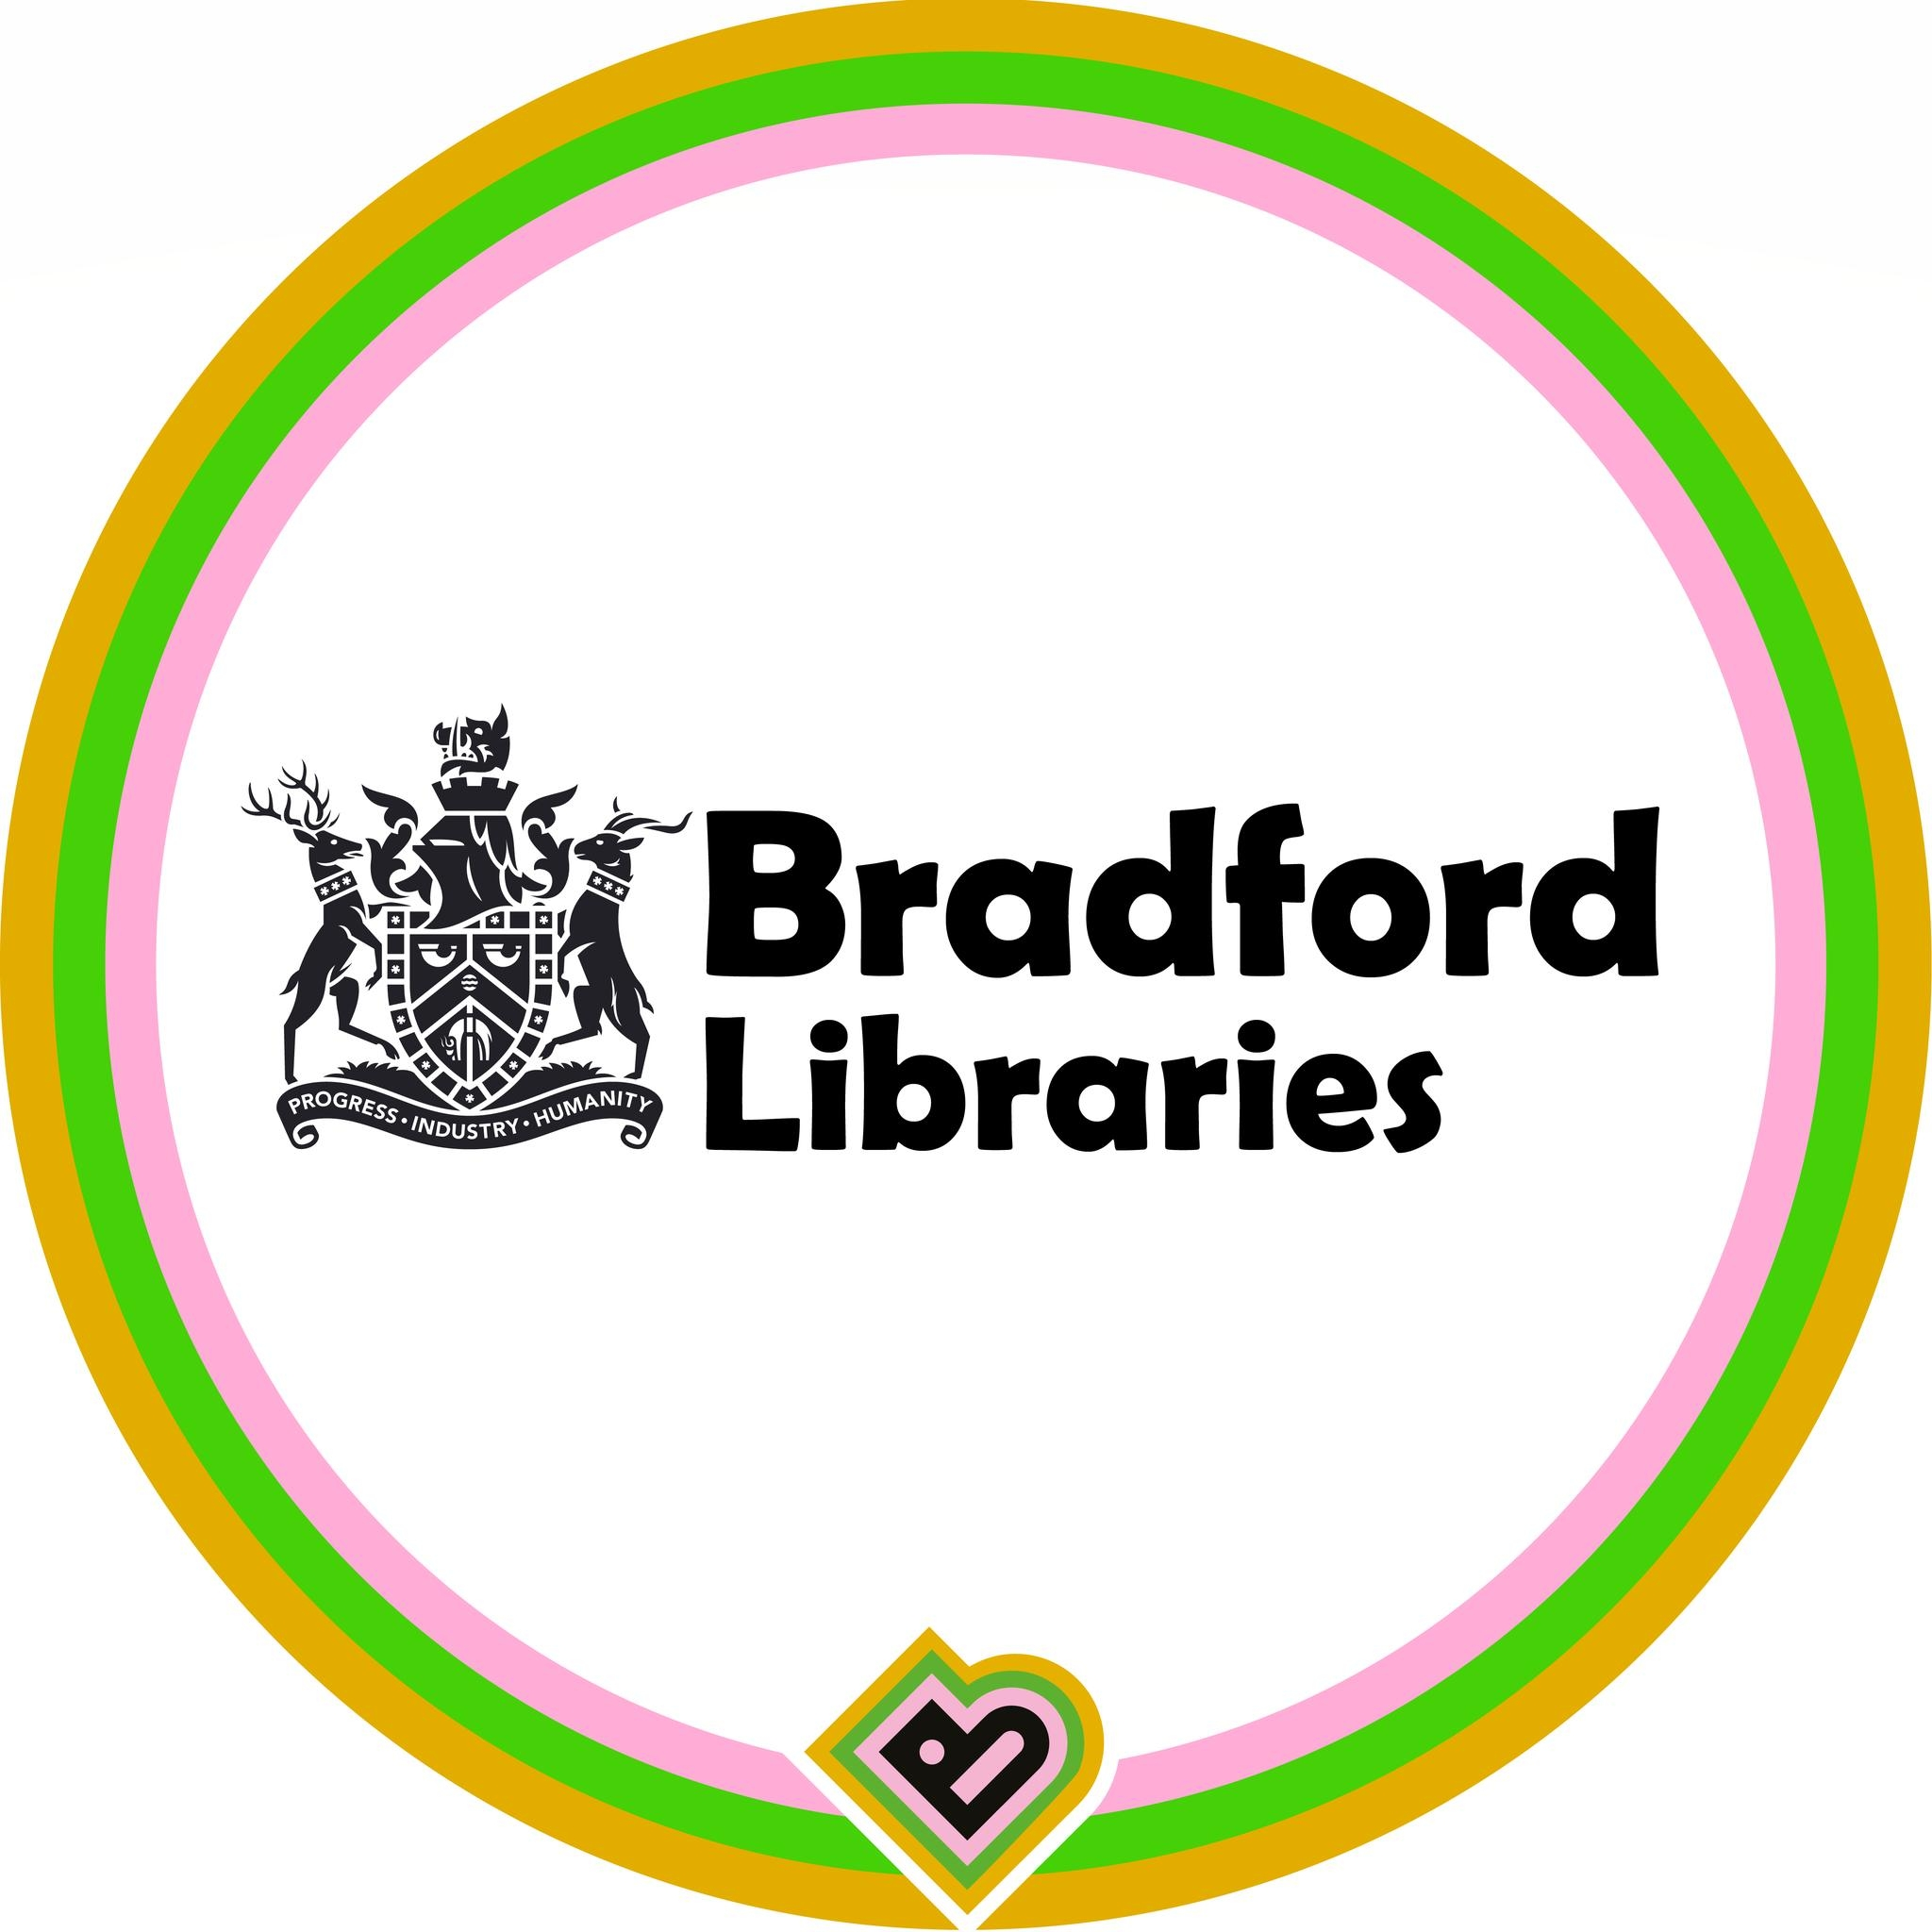 Bradford
Libraries
PROGRESS • INDUSTRY • HUMANITY